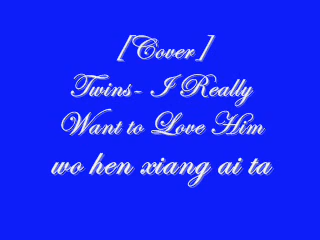 [Cover]
Twins- I Really
Want to Love Him
wo hen xiang ai ta